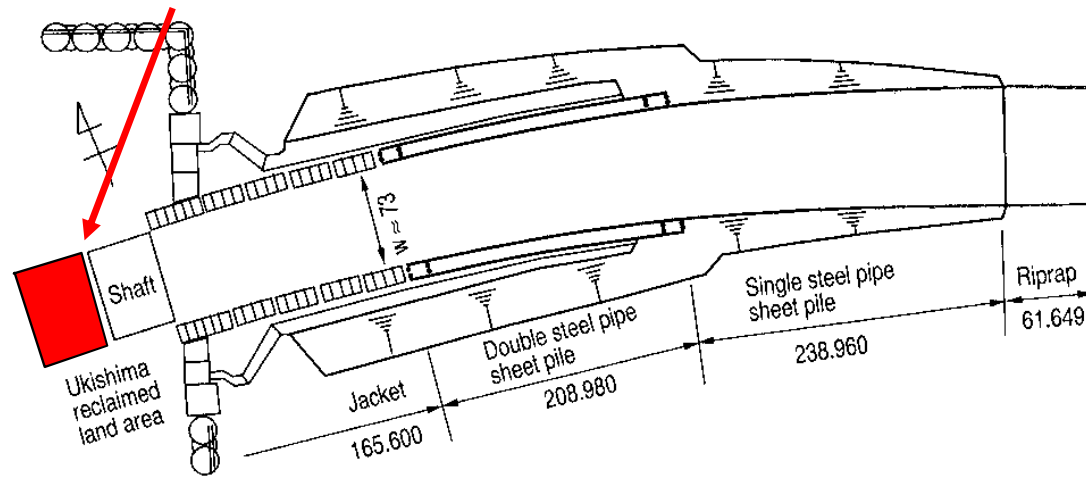 w ≈ 73
Shaft
Ukishima
reclaimed
land area
Jacket
165.600
Double steel pipe
sheet pile
208.980
Single steel pipe
sheet pile
238.960
Riprap
61.649